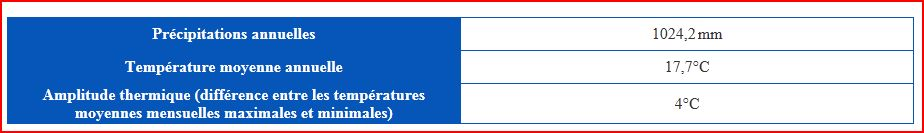 Précipitations annuelles
1024,2 mm
Température moyenne annuelle
17,7°C
Amplitude thermique (différence entre les températures
moyennes mensuelles maximales et minimales)
4°C